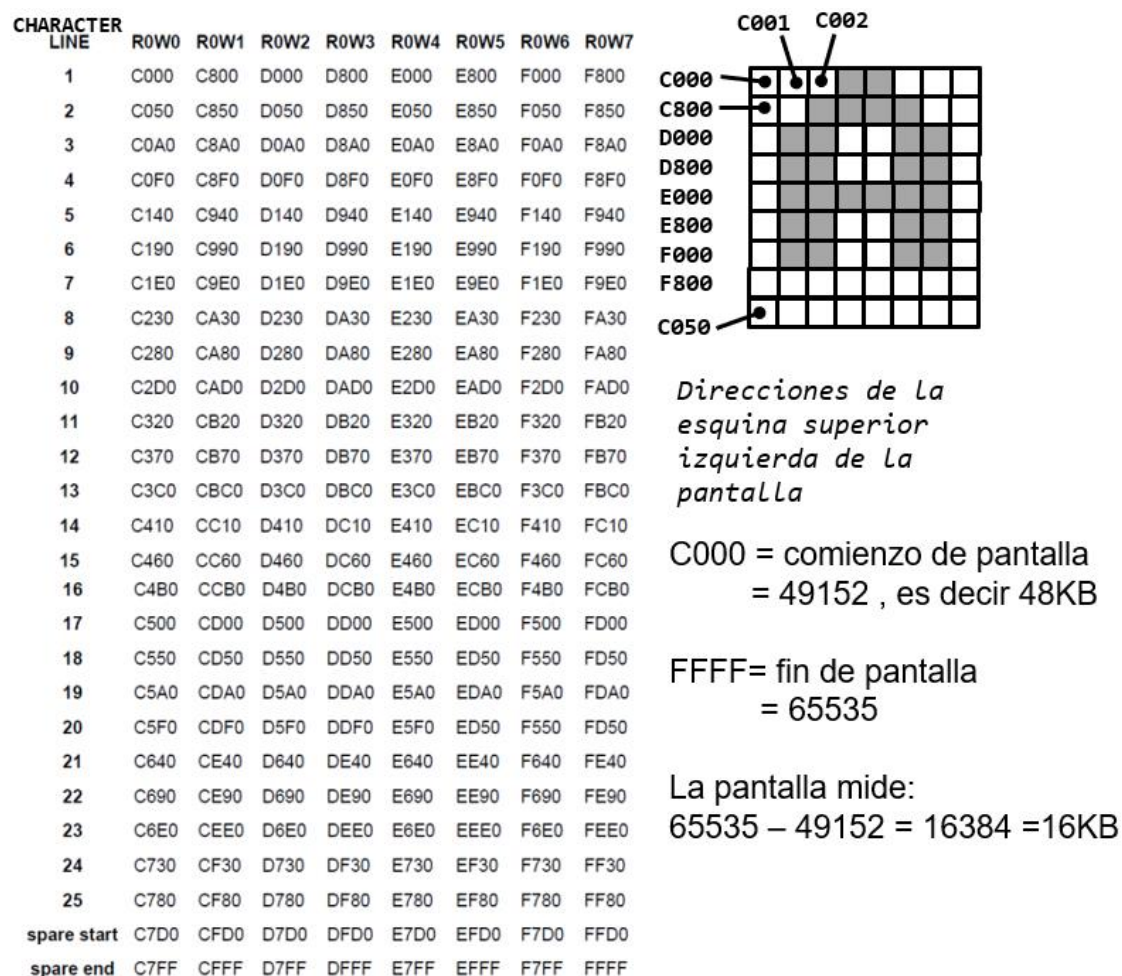 CHARACTER
LINE R0W0 R0W1 R0W2 R0W3 R0W4 R0W5 R0W6 R0W7
1 C000 C800 D000 D800 E000 E800 F000 F800
2 C050 C850 D050 D850 E050 E850 F050 F850
3 C0A0 C8A0 D0A0 D8A0 E0A0 E8A0 F0A0 F8A0
4 C0F0 C8F0 D0F0 D8F0 E0F0 E8F0 F0F0 F8F0
5 C140 C940 D140 D940 E140 E940 F140 F940
6 C190 C990 D190 D990 E190 E990 F190 F990
7 C1E0 C9E0 D1E0 D9E0 E1E0 E9E0 F1E0 F9E0
8 C230 CA30 D230 DA30 E230 EA30 F230 FA30
9 C280 CA80 D280 DA80 E280 EA80 F280 FA80
10 C2D0 CAD0 D2D0 DAD0 E2D0 EAD0 F2D0 FAD0
11 C320 CB20 D320 DB20 E320 EB20 F320 FB20
12 C370 CB70 D370 DB70 E370 EB70 F370 FB70
13 C3C0 CBC0 D3C0 DBC0 E3C0 EBC0 F3C0 FBC0
14 C410 CC10 D410 DC10 E410 EC10 F410 FC10
15 C460 CC60 D460 DC60 E460 EC60 F460 FC60
16 C4B0 CCB0 D4B0 DCB0 E4B0 ECB0 F4B0 FCB0
17 C500 CD00 D500 DD00 E500 ED00 F500 FD00
18 C550 CD50 D550 DD50 E550 ED50 F550 FD50
19 C5A0 CDA0 D5A0 DDA0 E5A0 EDA0 F5A0 FDA0
20 C5F0 CDF0 D5F0 DDF0 E5F0 ED50 F550 FD50
21 C640 CE40 D640 DE40 E640 EE40 F640 FE40
22 C690 CE90 D690 DE90 E690 EE90 F690 FE90
23 C6E0 CEE0 D6E0 DEE0 E6E0 EEE0 F6E0 FEE0
24 C730 CF30 D730 DF30 E730 EF30 F730 FF30
25 C780 CF80 D780 DF80 E780 EF80 F780 FF80
spare start C7D0 CFD0 D7D0 DFD0 E7D0 EFD0 F7D0 FFD0
spare end C7FF CFFF D7FF DFFF E7FF EFFF F7FF FFFF
C001 C002
C000
C800
D000
D800
E000
E800
F000
F800
C050
Direcciones de la
esquina superior
izquierda de la
pantalla
C000 = comienzo de pantalla
= 49152 , es decir 48KB
FFFF= fin de pantalla
= 65535
La pantalla mide:
65535 – 49152 = 16384 =16KB